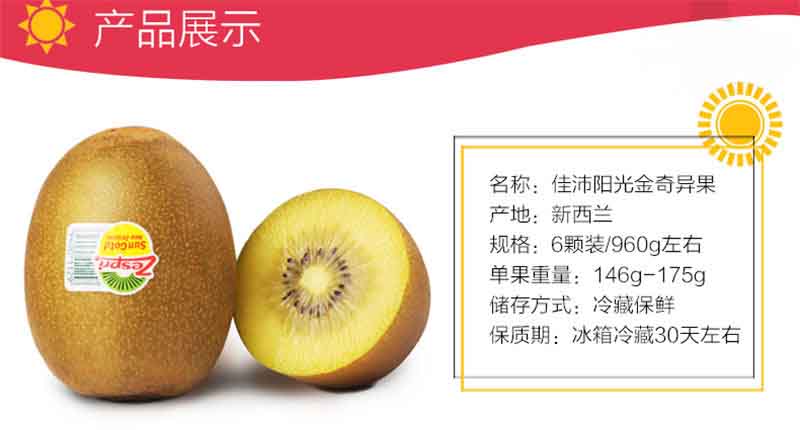 产品展示
名称：佳沛阳光金奇异果
产地：新西兰
规格：6颗装/960g左右
单果重量：146g-175g
储存方式：冷藏保鲜
保质期：冰箱冷藏30天左右
Zespri
SunGold